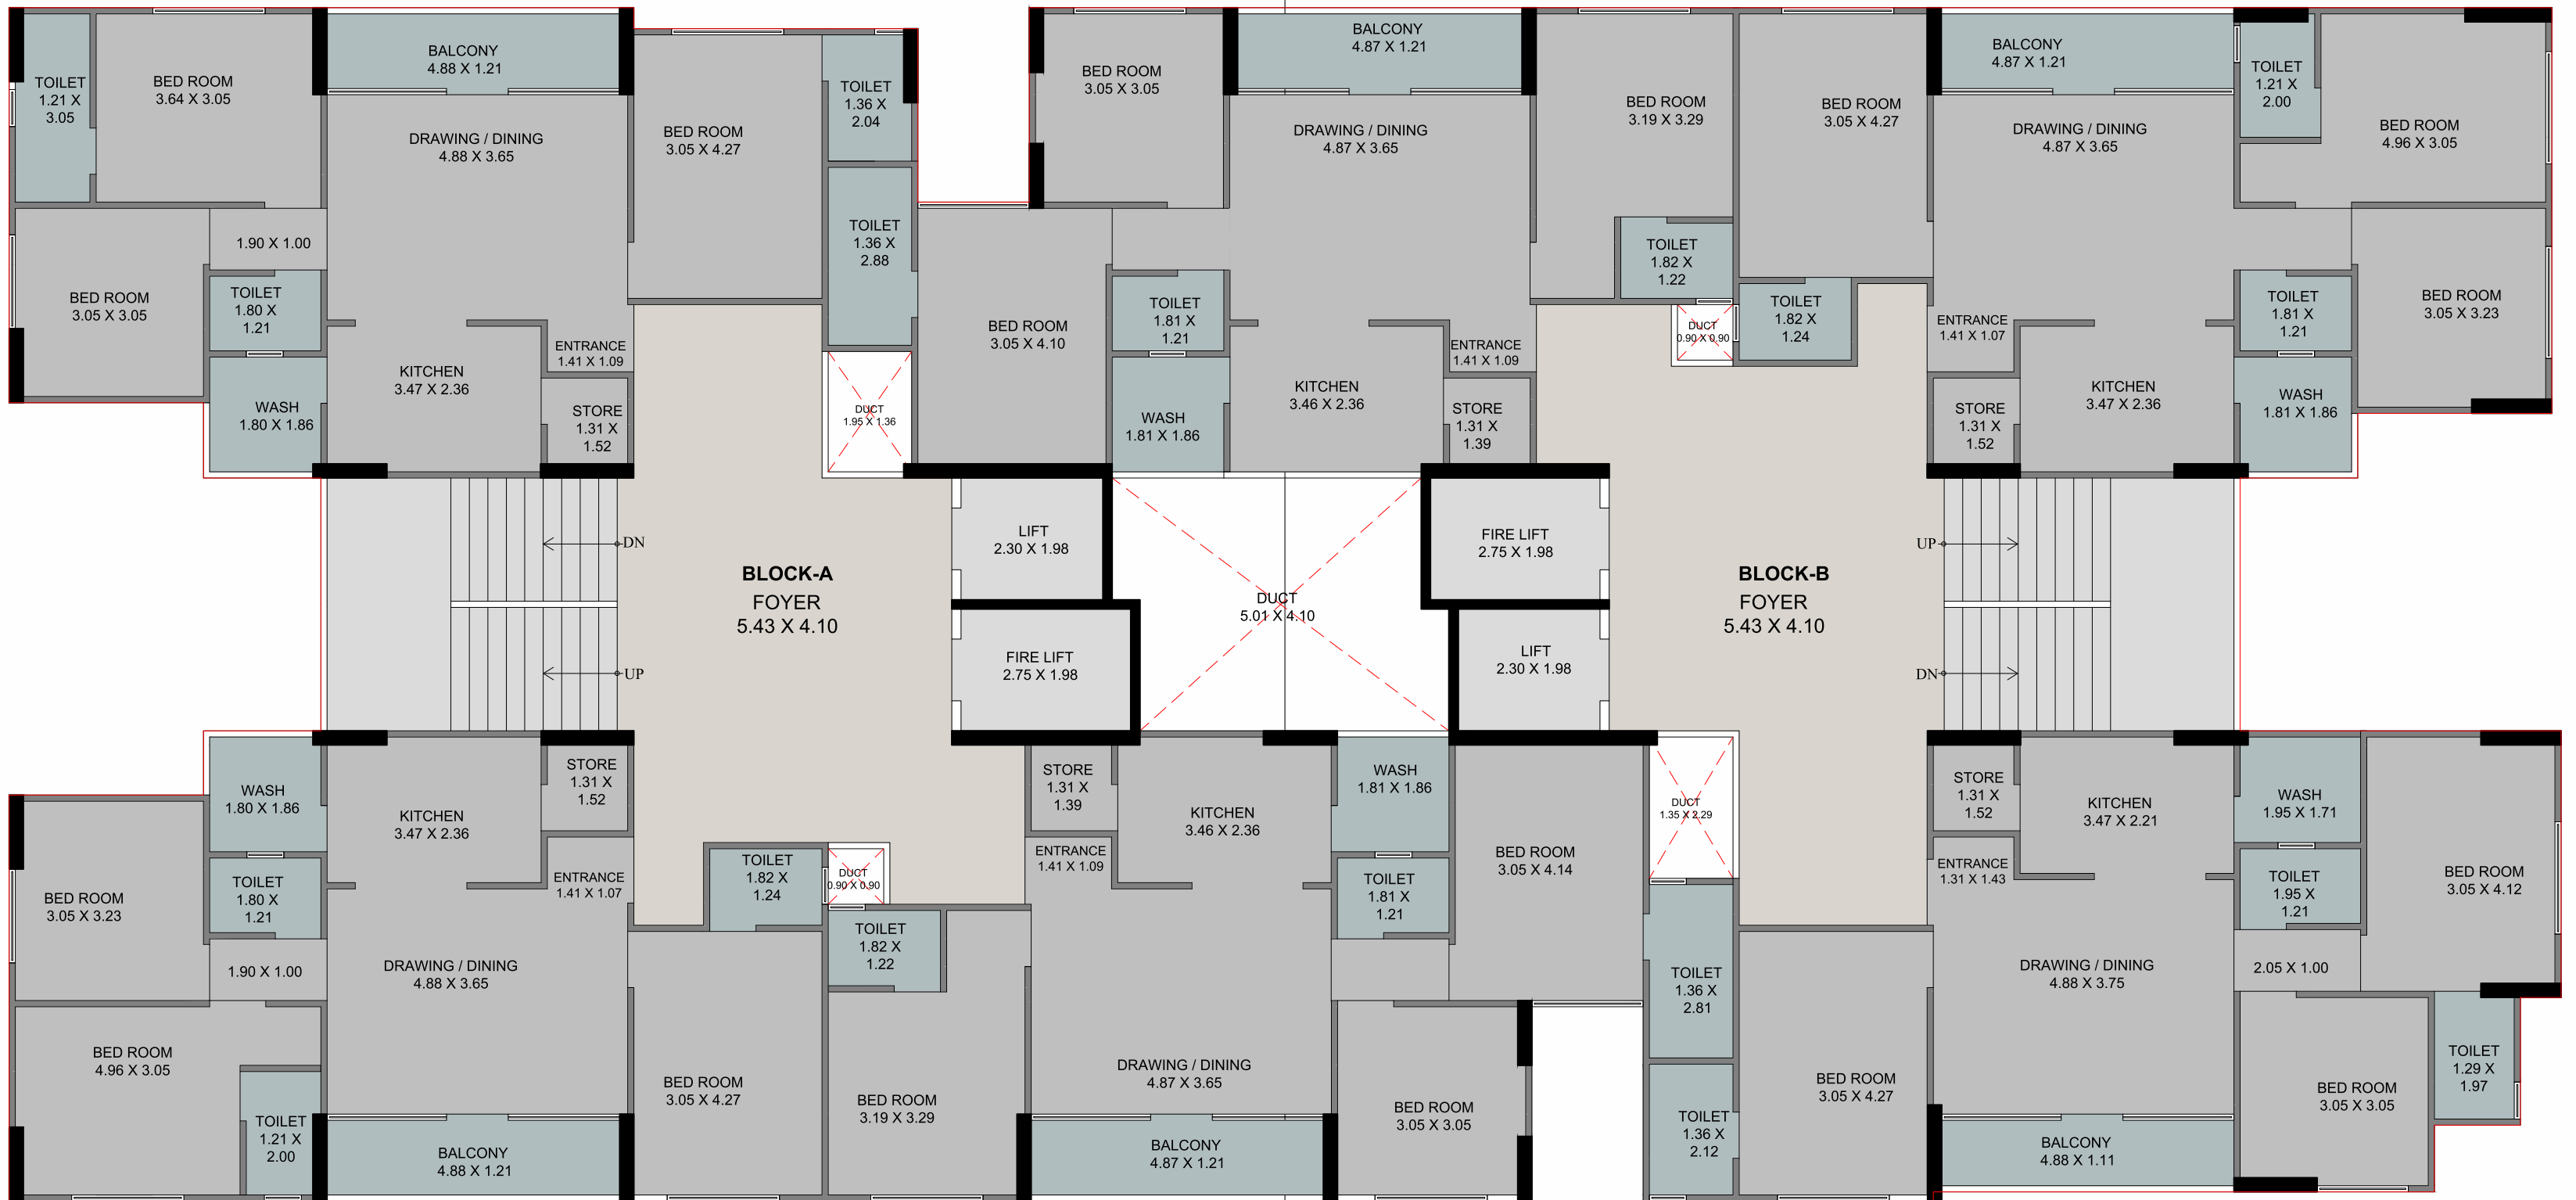 TOILET
1.21 X
3.05
BED ROOM
3.64 X 3.05
BALCONY
4.88 X 1.21
DRAWING / DINING
4.88 X 3.65
BED ROOM
3.05 X 4.27
TOILET
1.36 X
2.04
TOILET
1.36 X
2.88
1.90 X 1.00
BED ROOM
3.05 X 3.05
TOILET
1.80 X
1.21
WASH
1.80 X 1.86
KITCHEN
3.47 X 2.36
ENTRANCE
1.41 X 1.09
STORE
1.31 X
1.52
DUCT
1.95 X 1.36
BED ROOM
3.05 X 3.05
BALCONY
4.87 X 1.21
DRAWING / DINING
4.87 X 3.65
BED ROOM
3.19 X 3.29
TOILET
1.82 X
1.22
BED ROOM
3.05 X 4.10
TOILET
1.81 X
1.21
WASH
1.81 X 1.86
KITCHEN
3.46 X 2.36
ENTRANCE
1.41 X 1.09
STORE
1.31 X
1.39
BED ROOM
3.05 X 4.27
DUCT
0.90 X 0.90
TOILET
1.82 X
1.24
BALCONY
4.87 X 1.21
DRAWING / DINING
4.87 X 3.65
TOILET
1.21 X
2.00
BED ROOM
4.96 X 3.05
ENTRANCE
1.41 X 1.07
STORE
1.31 X
1.52
KITCHEN
3.47 X 2.36
TOILET
1.81 X
1.21
WASH
1.81 X 1.86
BED ROOM
3.05 X 3.23
DN
UP
BLOCK-A
FOYER
5.43 X 4.10
LIFT
2.30 X 1.98
FIRE LIFT
2.75 X 1.98
DUCT
5.01 X 4.10
FIRE LIFT
2.75 X 1.98
LIFT
2.30 X 1.98
BLOCK-B
FOYER
5.43 X 4.10
UP
DN
WASH
1.80 X 1.86
KITCHEN
3.47 X 2.36
STORE
1.31 X
1.52
BED ROOM
3.05 X 3.23
TOILET
1.80 X
1.21
ENTRANCE
1.41 X 1.07
1.90 X 1.00
DRAWING / DINING
4.88 X 3.65
BED ROOM
4.96 X 3.05
TOILET
1.21 X
2.00
BALCONY
4.88 X 1.21
TOILET
1.82 X
1.24
DUCT
0.90 X 0.90
BED ROOM
3.05 X 4.27
TOILET
1.82 X
1.22
BED ROOM
3.19 X 3.29
STORE
1.31 X
1.39
ENTRANCE
1.41 X 1.09
KITCHEN
3.46 X 2.36
WASH
1.81 X 1.86
TOILET
1.81 X
1.21
BED ROOM
3.05 X 4.14
DRAWING / DINING
4.87 X 3.65
BALCONY
4.87 X 1.21
BED ROOM
3.05 X 3.05
DUCT
1.35 X 2.29
TOILET
1.36 X
2.81
TOILET
1.36 X
2.12
BED ROOM
3.05 X 4.27
STORE
1.31 X
1.52
ENTRANCE
1.31 X 1.43
KITCHEN
3.47 X 2.21
WASH
1.95 X 1.71
TOILET
1.95 X
1.21
BED ROOM
3.05 X 4.12
DRAWING / DINING
4.88 X 3.75
2.05 X 1.00
BALCONY
4.88 X 1.11
BED ROOM
3.05 X 3.05
TOILET
1.29 X
1.97